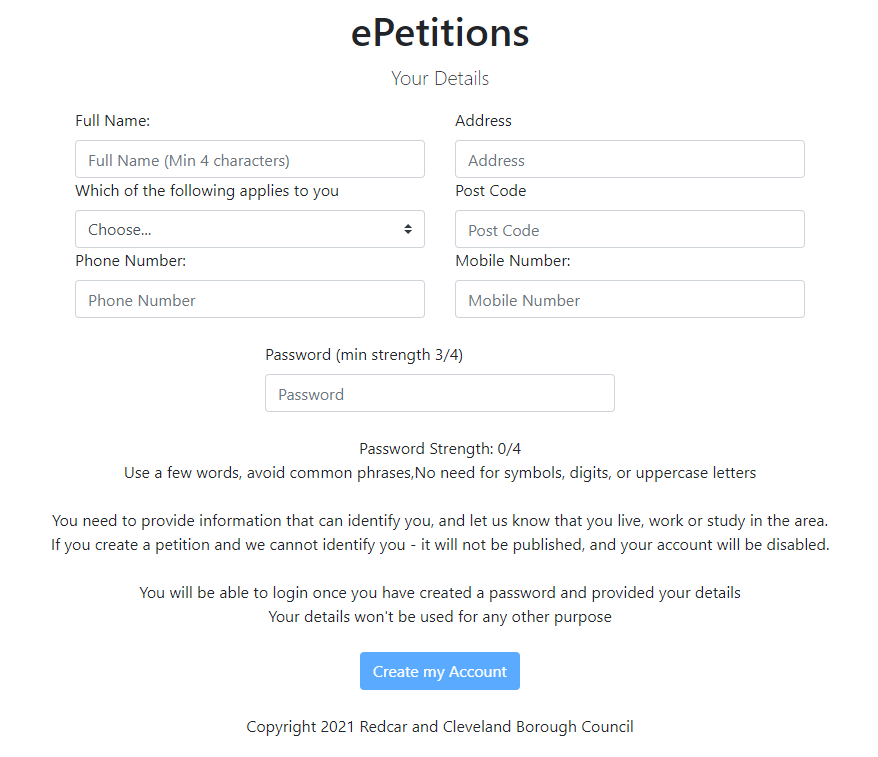 ePetitions
Your Details
Full Name:
Address
Full Name (Min 4 characters)
Address
Which of the following applies to you
Post Code
Choose...
Post Code
Phone Number:
Mobile Number:
Phone Number
Mobile Number
Password (min strength 3/4)
Password
Password Strength: 0/4
Use a few words, avoid common phrases,No need for symbols, digits, or uppercase letters
You need to provide information that can identify you, and let us know that you live, work or study in the area.
If you create a petition and we cannot identify you - it will not be published, and your account will be disabled.
You will be able to login once you have created a password and provided your details
Your details won't be used for any other purpose
Create my Account
Copyright 2021 Redcar and Cleveland Borough Council